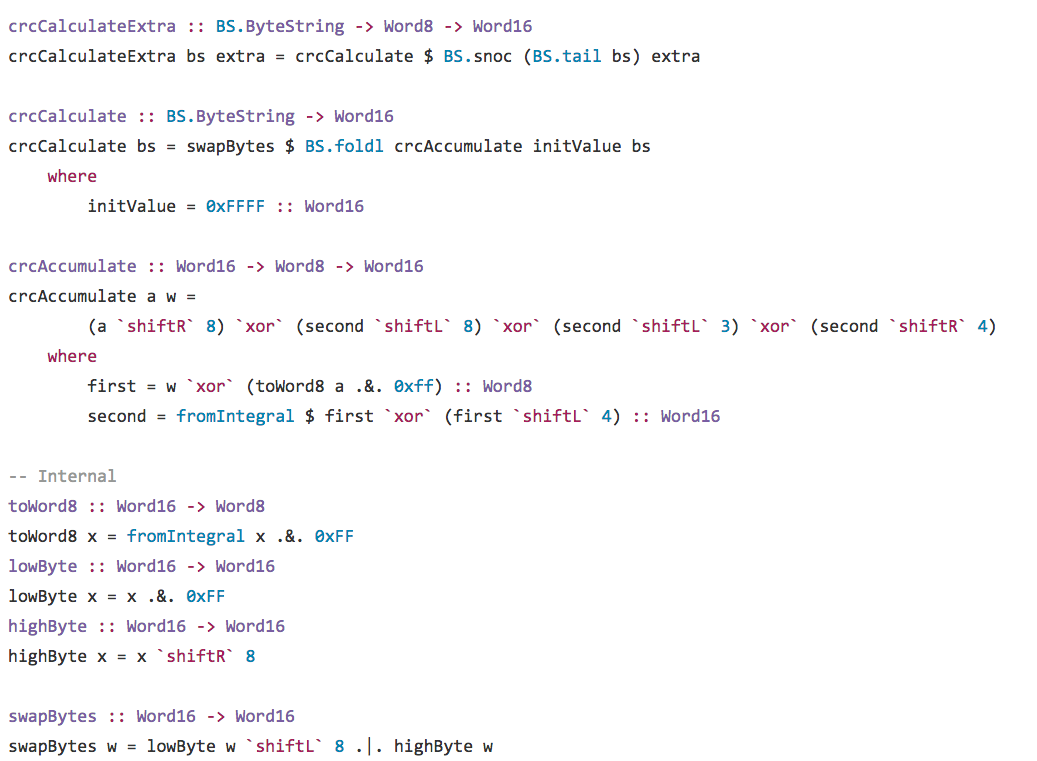 crcCalculateExtra :: BS.ByteString -> Word8 -> Word16
crcCalculateExtra bs extra = crcCalculate $ BS.snoc (BS.tail bs) extra

crcCalculate :: BS.ByteString -> Word16
crcCalculate bs = swapBytes $ BS.foldl crcAccumulate initValue bs
    where
        initValue = 0xFFFF :: Word16

crcAccumulate :: Word16 -> Word8 -> Word16
crcAccumulate a w =
        (a `shiftR` 8) `xor` (second `shiftL` 8) `xor` (second `shiftL` 3) `xor` (second `shiftR` 4)
    where
        first = w `xor` (toWord8 a .&. 0xff) :: Word8
        second = fromIntegral $ first `xor` (first `shiftL` 4) :: Word16

-- Internal
toWord8 :: Word16 -> Word8
toWord8 x = fromIntegral x .&. 0xFF
lowByte :: Word16 -> Word16
lowByte x = x .&. 0xFF
highByte :: Word16 -> Word16
highByte x = x `shiftR` 8

swapBytes :: Word16 -> Word16
swapBytes w = lowByte w `shiftL` 8 .|. highByte w